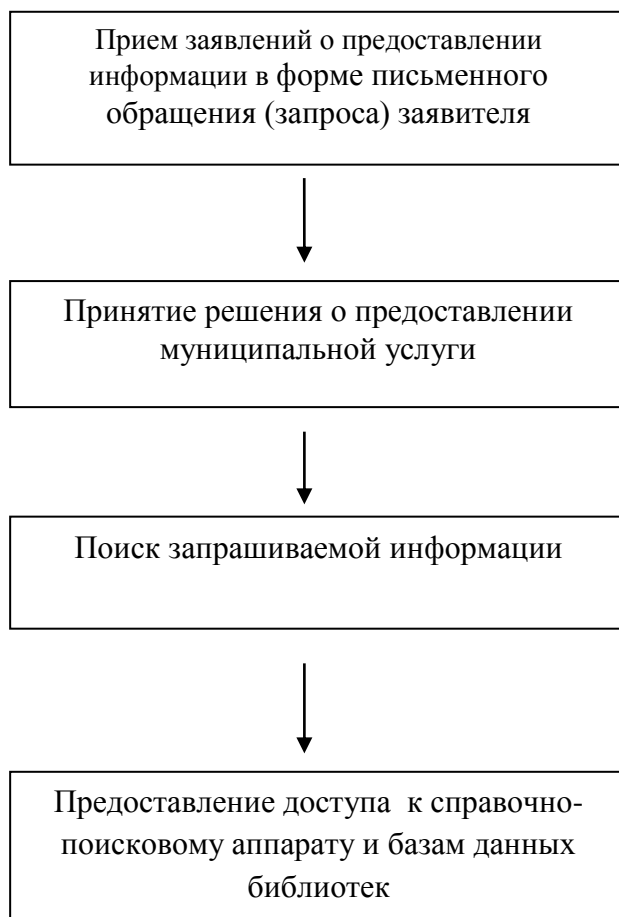 Прием заявлений о предоставлении
информации в форме письменного
обращения (запроса) заявителя
Принятие решения о предоставлении
муниципальной услуги
Поиск запрашиваемой информации
Предоставление доступа к справочно-
поисковому аппарату и базам данных
библиотек